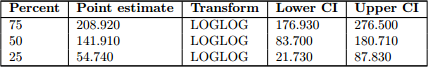 Percent Point estimate Transform Lower CI Upper CI
75 208.920 LOGLOG 176.930 276.500
50 141.910 LOGLOG 83.700 180.710
25 54.740 LOGLOG 21.730 87.830